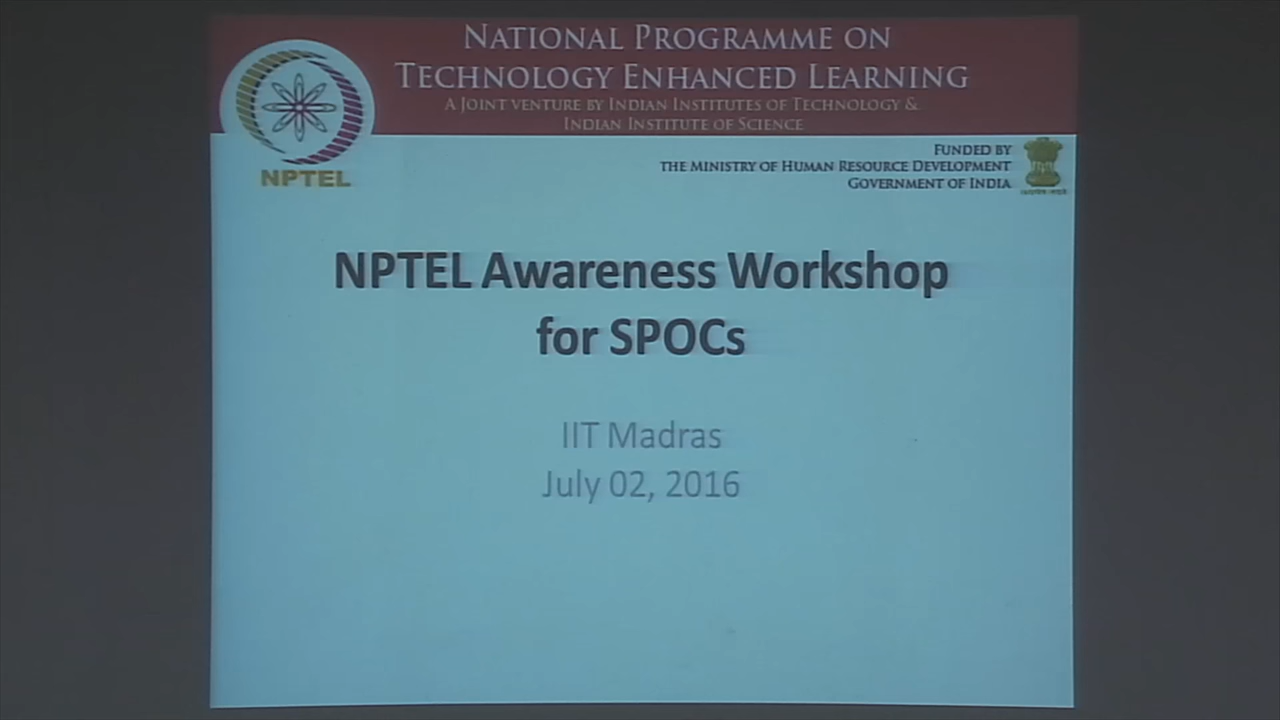 NATIONAL PROGRAMME ON
TECHNOLOGY ENHANCED LEARNING
A JOINT VENTURE BY INDIAN INSTITUTES OF TECHNOLOGY &
INDIAN INSTITUTE OF SCIENCE
NPTEL
FUNDED BY
THE MINISTRY OF HUMAN RESOURCE DEVELOPMENT
GOVERNMENT OF INDIA
NPTEL Awareness Workshop
for SPOCs
IIT Madras
July 02, 2016